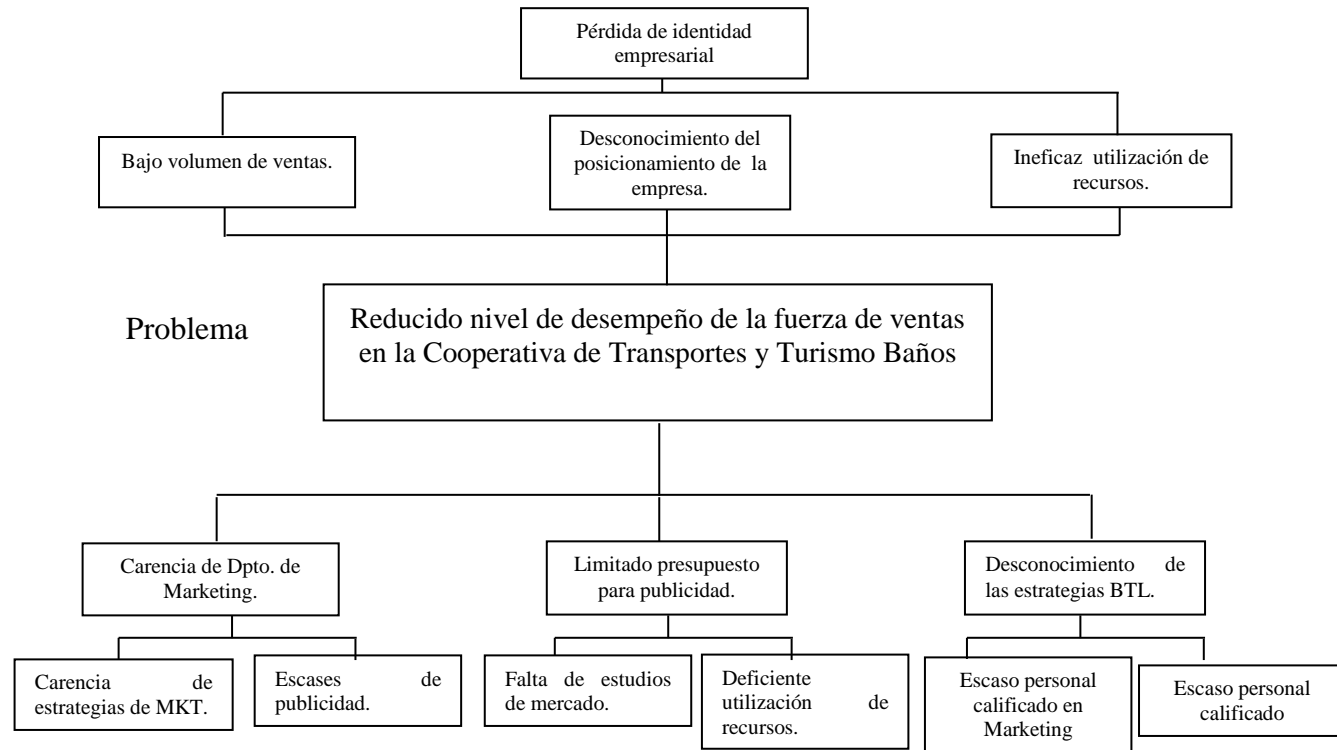 Pérdida de identidad
empresarial
Bajo volumen de ventas.
Desconocimiento del
posicionamiento de la
empresa.
Ineficaz utilización de
recursos.
Problema
Reducido nivel de desempeño de la fuerza de ventas
en la Cooperativa de Transportes y Turismo Baños
Carencia de Dpto. de
Marketing.
Limitado presupuesto
para publicidad.
Desconocimiento de
las estrategias BTL.
Carencia de
estrategias de MKT.
Escases de
publicidad.
Falta de estudios
de mercado.
Deficiente
utilización de
recursos.
Escaso personal
calificado en
Marketing
Escaso personal
calificado